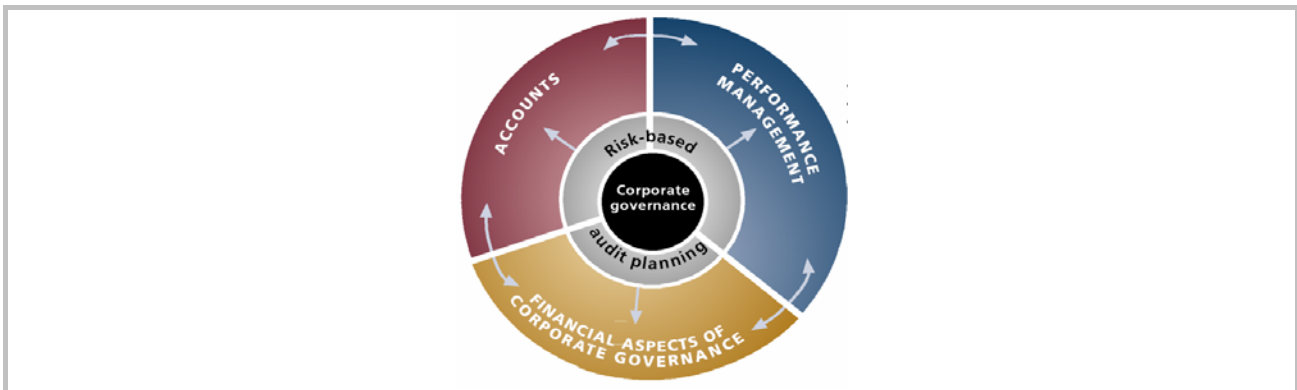 ACCOUNTS
PERFORMANCE
MANAGEMENT
Risk-based
Corporate
governance
audit planning
FINANCIAL ASPECTS OF
CORPORATE GOVERNANCE